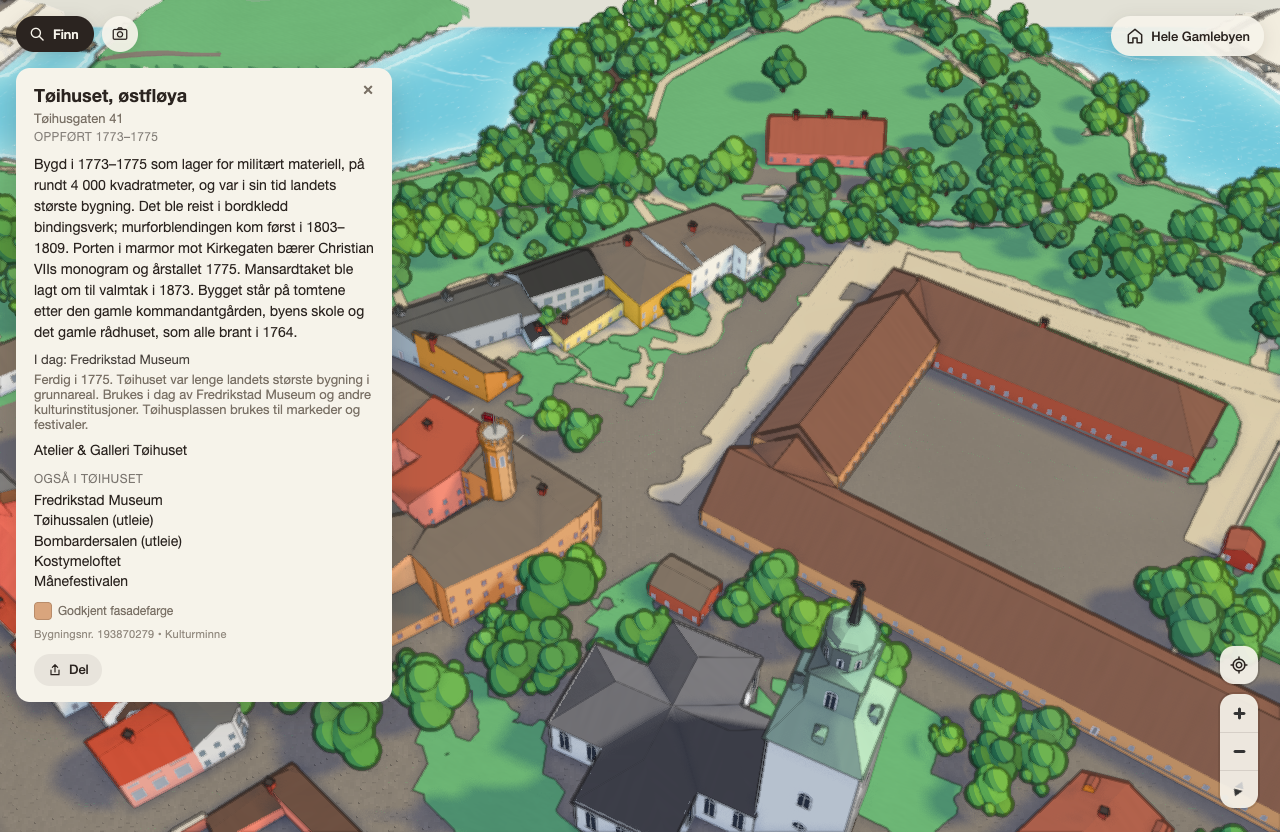 Finn
Hele Gamlebyen
Tøihuset, østfløya
×
Tøihusgaten 41
OPPFØRT 1773–1775
Bygd i 1773–1775 som lager for militært materiell, på
rundt 4 000 kvadratmeter, og var i sin tid landets
største bygning. Det ble reist i bordkledd
bindingsverk; murforblendingen kom først i 1803–
1809. Porten i marmor mot Kirkegaten bærer Christian
VIIs monogram og årstallet 1775. Mansardtaket ble
lagt om til valmtak i 1873. Bygget står på tomtene
etter den gamle kommandantgården, byens skole og
det gamle rådhuset, som alle brant i 1764.
I dag: Fredrikstad Museum
Ferdig i 1775. Tøihuset var lenge landets største bygning i
grunnareal. Brukes i dag av Fredrikstad Museum og andre
kulturinstitusjoner. Tøihusplassen brukes til markeder og
festivaler.
Atelier & Galleri Tøihuset
OGSÅ I TØIHUSET
Fredrikstad Museum
Tøihussalen (utleie)
Bombardersalen (utleie)
Kostymeloftet
Månefestivalen
Godkjent fasadefarge
Bygningsnr. 193870279 • Kulturminne
Del
+
−